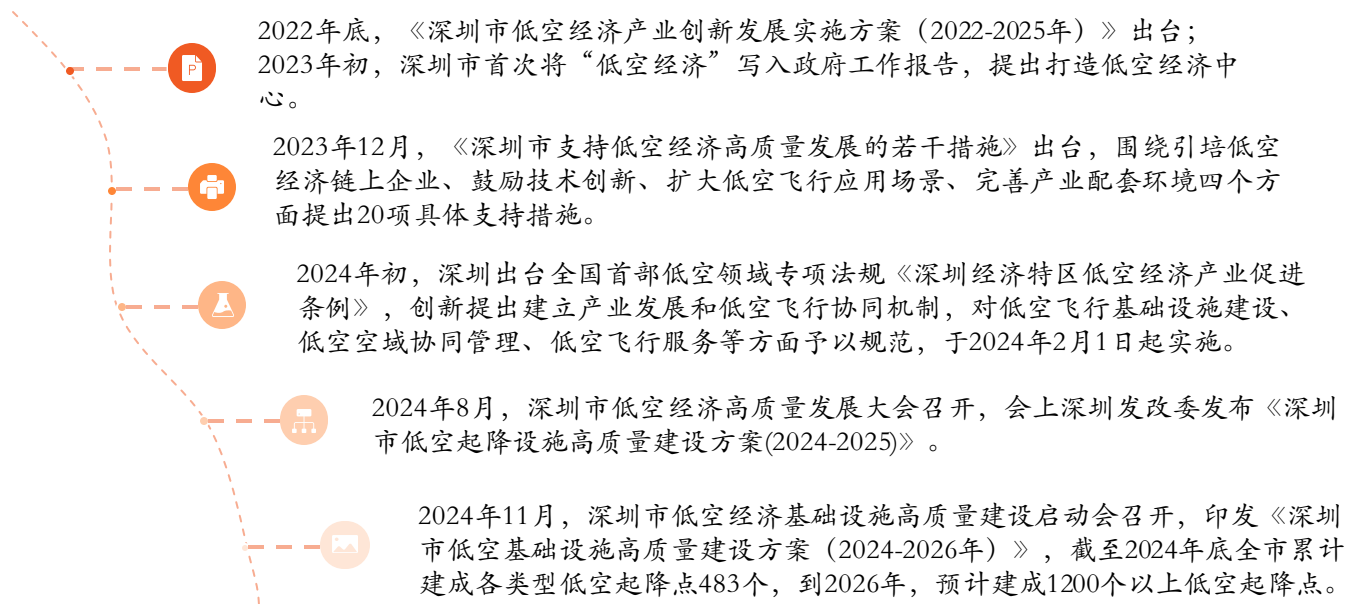 2022年底，《深圳市低空经济产业创新发展实施方案（2022-2025年）》出台；
2023年初，深圳市首次将“低空经济”写入政府工作报告，提出打造低空经济中
心。
2023年12月，《深圳市支持低空经济高质量发展的若干措施》出台，围绕引培低空
经济链上企业、鼓励技术创新、扩大低空飞行应用场景、完善产业配套环境四个方
面提出20项具体支持措施。
2024年初，深圳出台全国首部低空领域专项法规《深圳经济特区低空经济产业促进
条例》，创新提出建立产业发展和低空飞行协同机制，对低空飞行基础设施建设、
低空空域协同管理、低空飞行服务等方面予以规范，于2024年2月1日起实施。
2024年8月，深圳市低空经济高质量发展大会召开，会上深圳发改委发布《深圳
市低空起降设施高质量建设方案(2024-2025)》。
2024年11月，深圳市低空经济基础设施高质量建设启动会召开，印发《深圳
市低空基础设施高质量建设方案（2024-2026年）》，截至2024年底全市累计
建成各类型低空起降点483个，到2026年，预计建成1200个以上低空起降点。